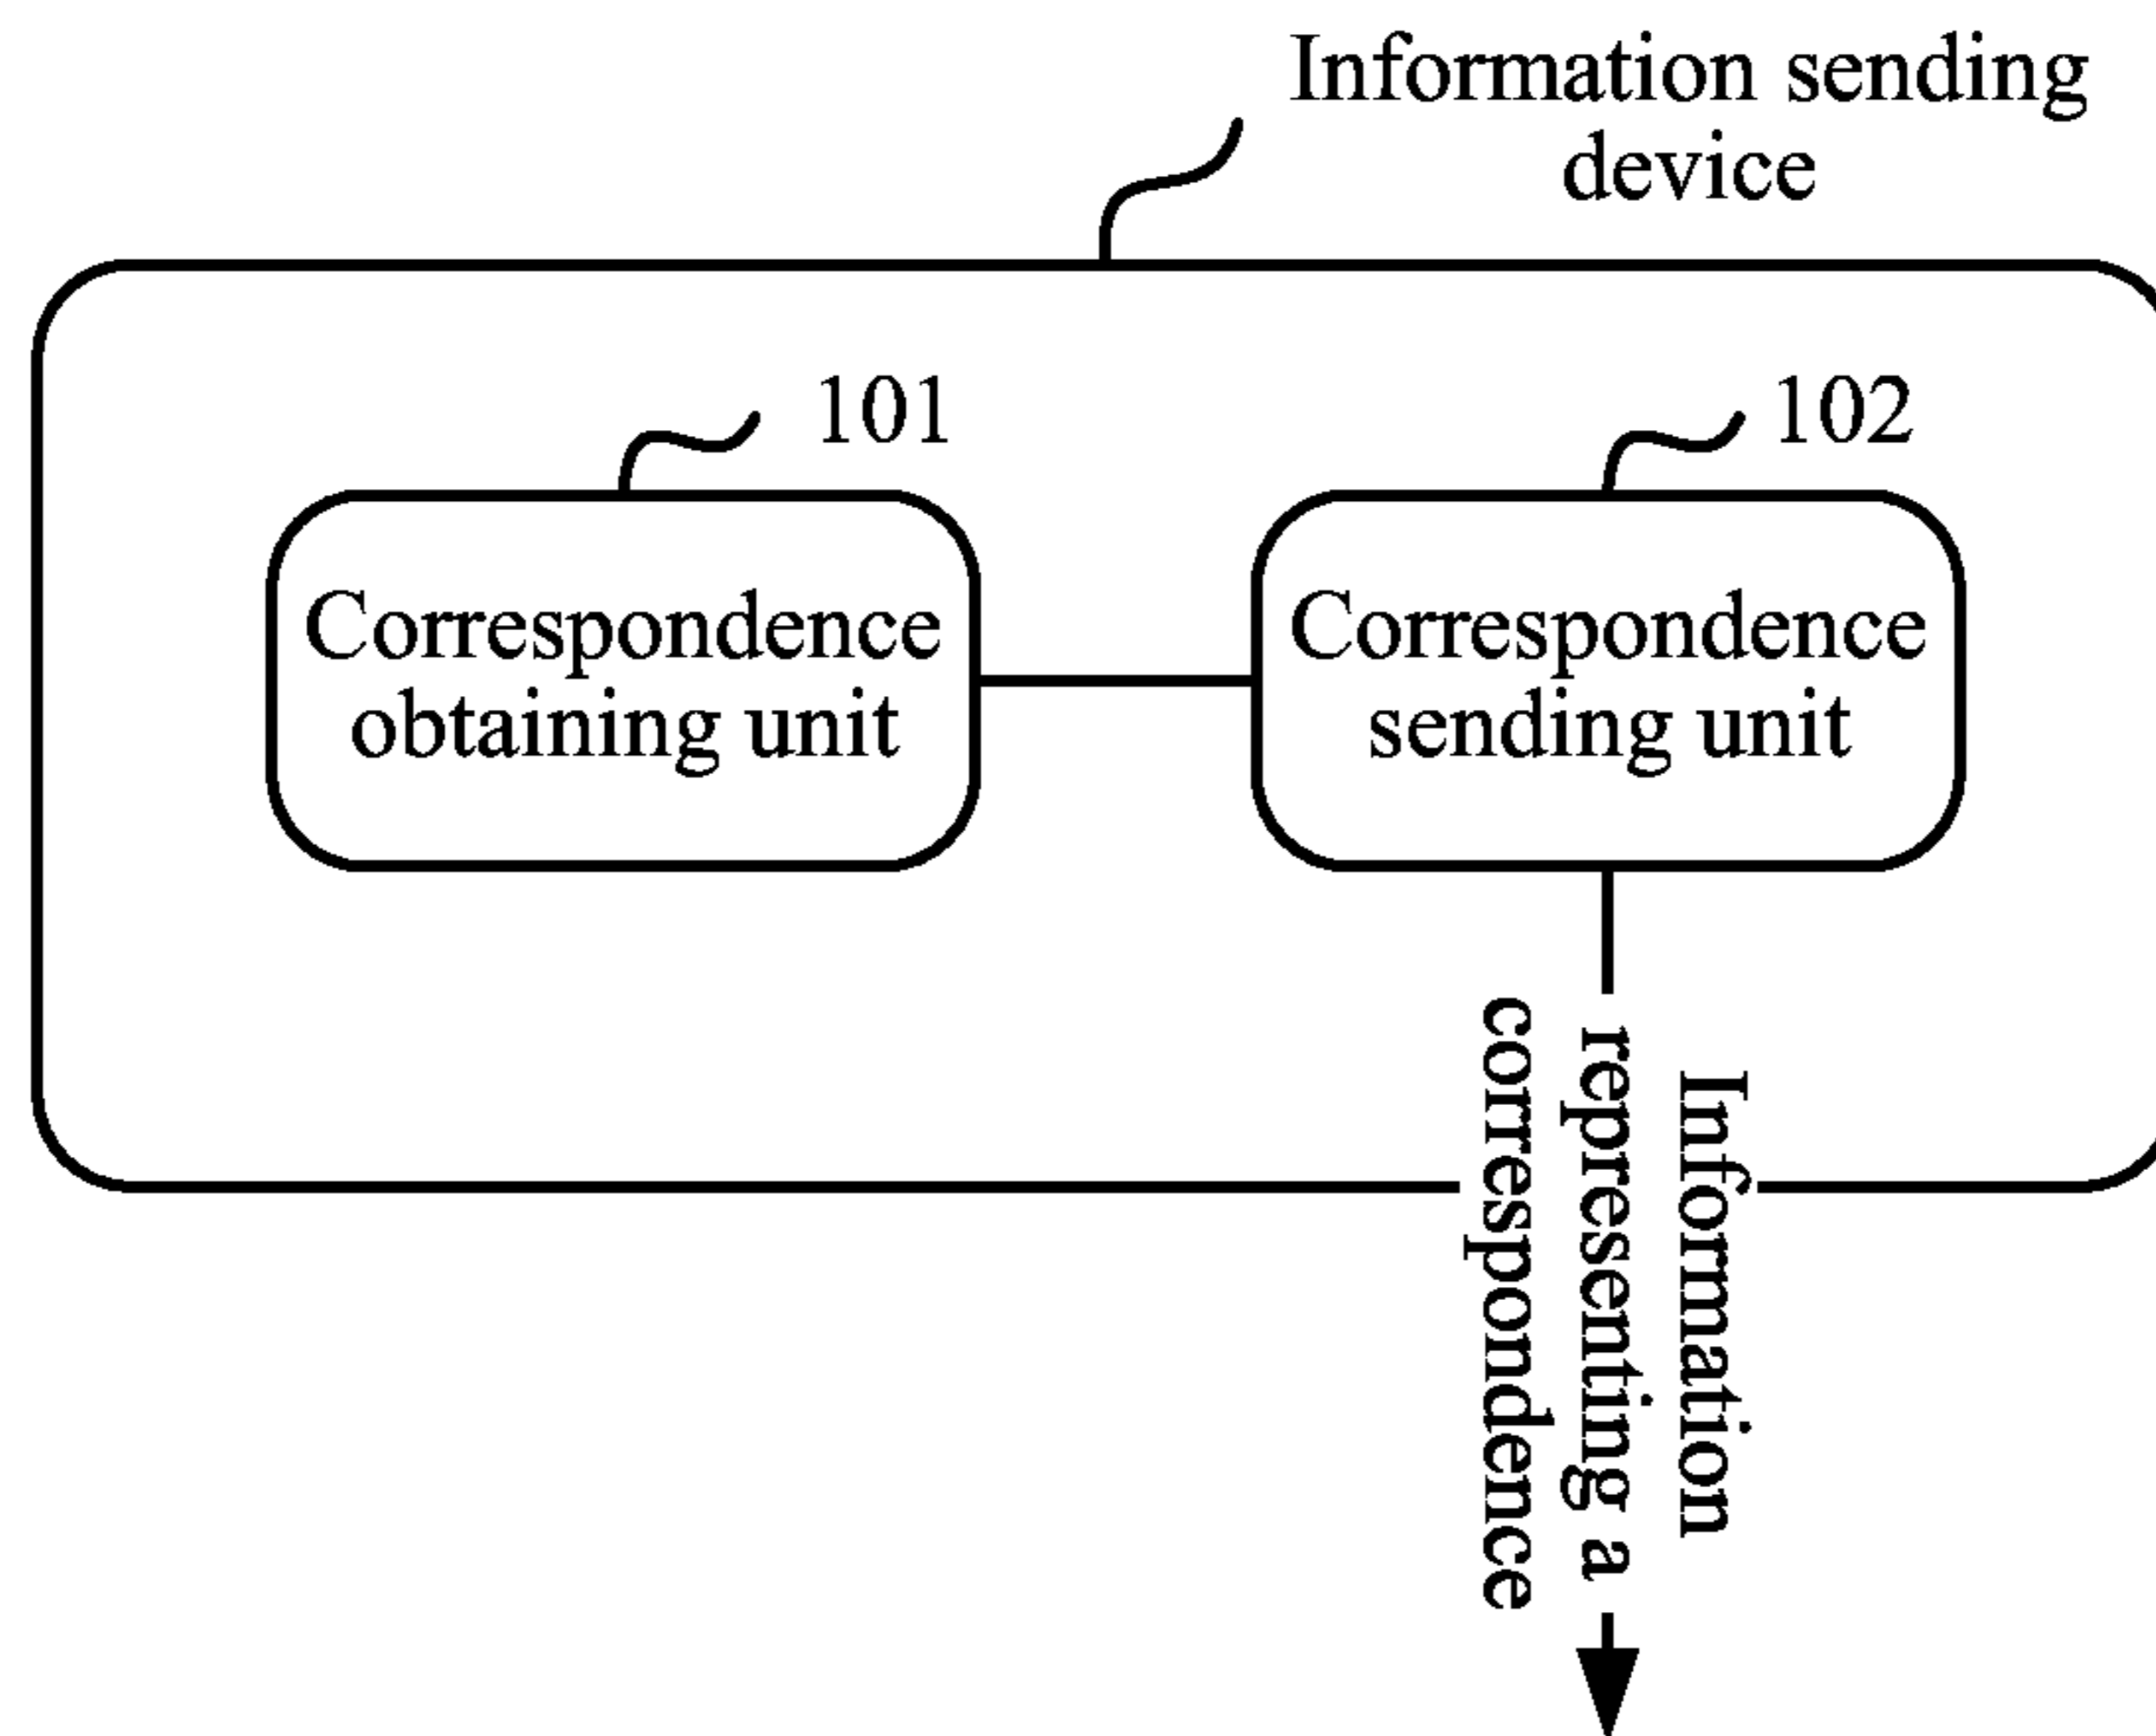 Information sending
device
101
102
Correspondence
obtaining unit
Correspondence
sending unit
Information
representing a
correspondence